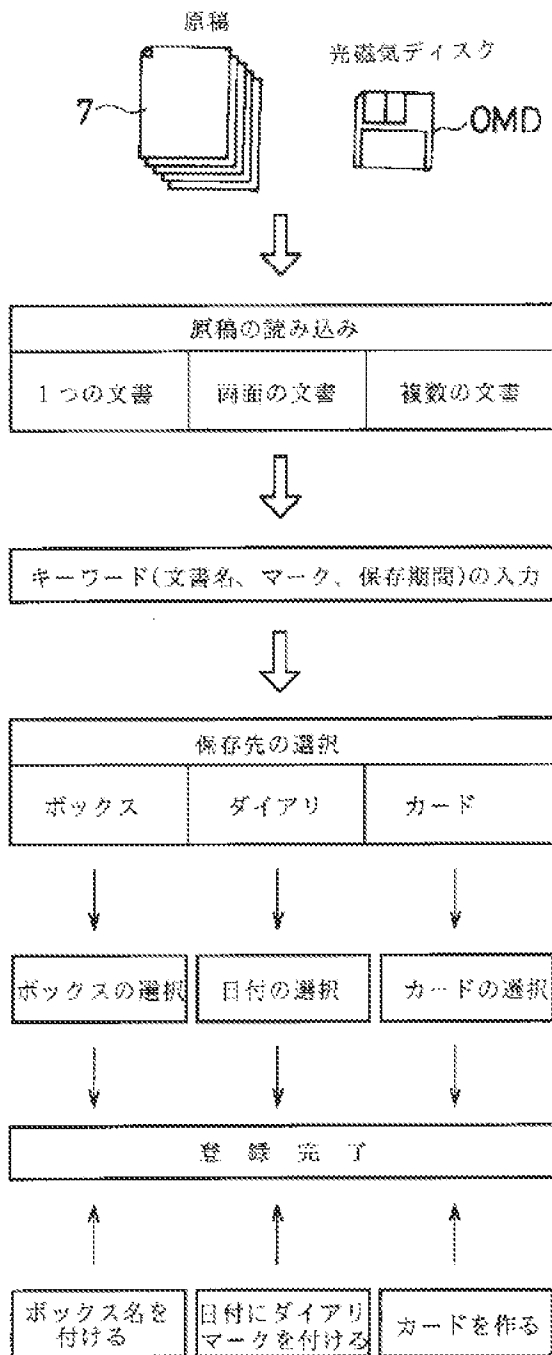 原稿
光磁気ディスク
7
OMD
原稿の読み込み
1つの文書 両面の文書 複数の文書
キーワード(文書名、マーク、保存期間)の入力
保存先の選択
ボックス ダイアリ カード
ボックスの選択 日付の選択 カードの選択
登録完了
ボックス名を 日付にダイアリ カードを作る
付ける マークを付ける